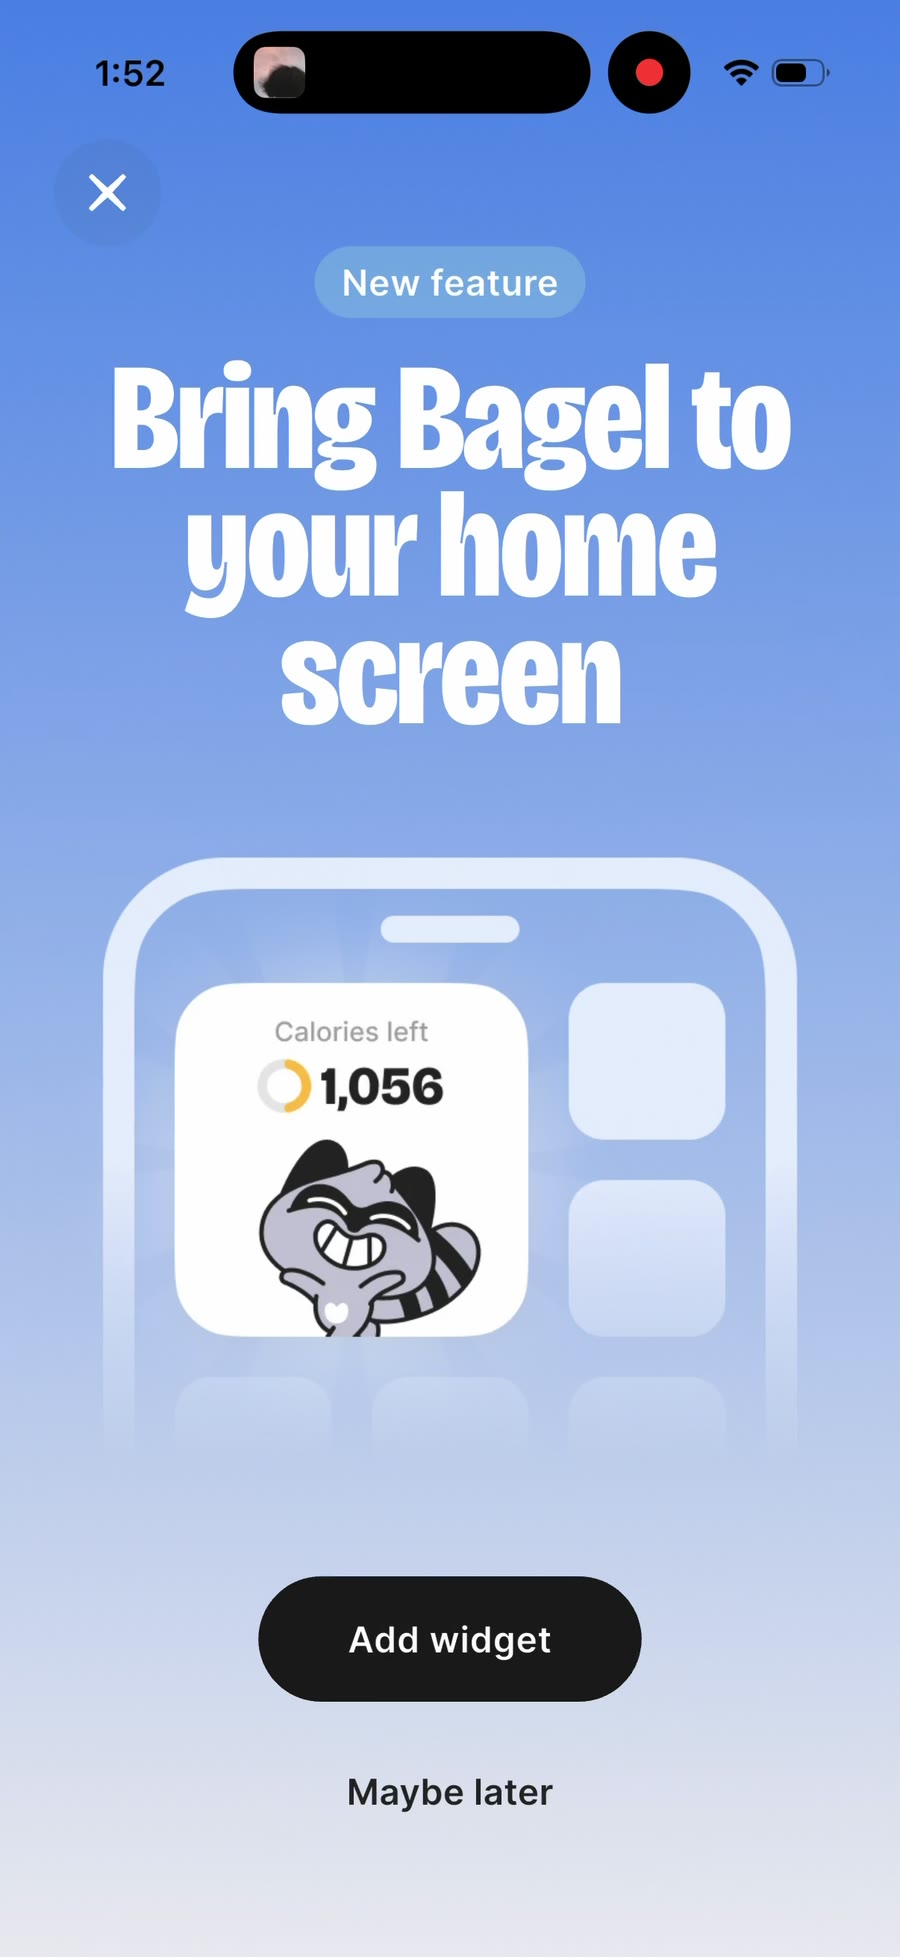 1:52
New feature
Bring Bagel to
your home
screen
Calories left
1,056
Add widget
Maybe later